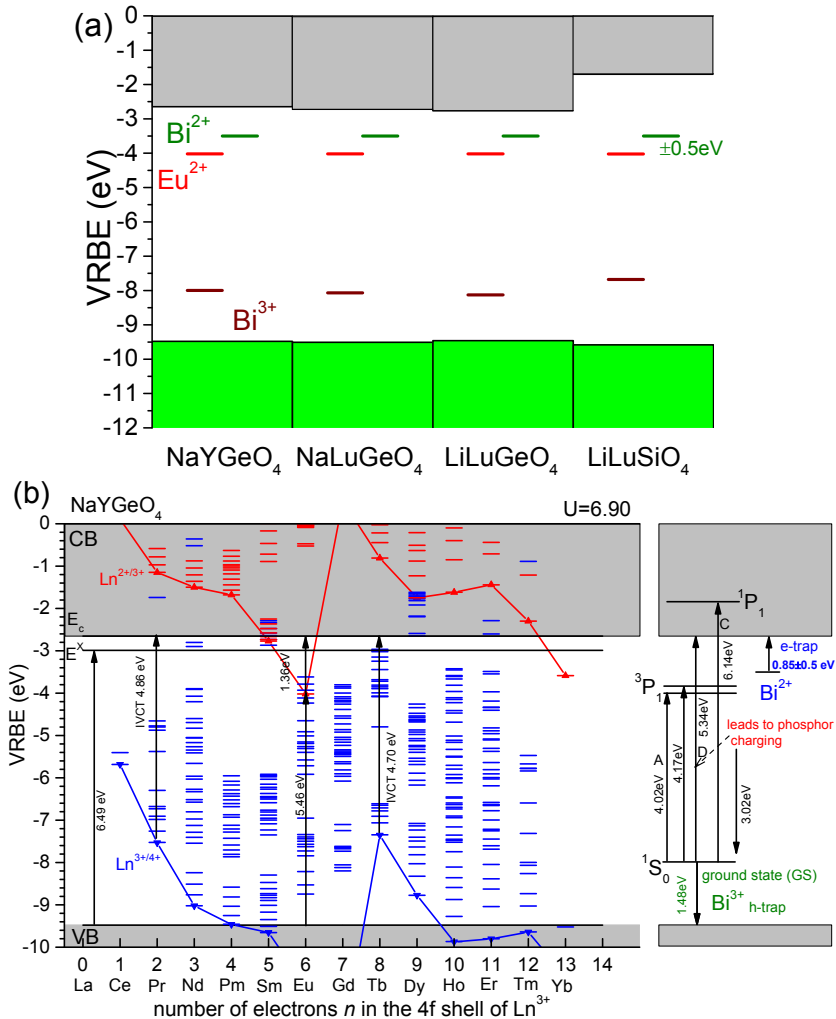 (a)
-0
-1
-2
-3
-4
-5
-6
-7
-8
-9
-10
-11
-12
VRBE (eV)
Bi2+
±0.5eV
Eu2+
Bi3+
NaYGeO4 NaLuGeO4 LiLuGeO4 LiLuSiO4
(b)
NaYGeO4 U=6.90
0
-1
-2
-3
-4
-5
-6
-7
-8
-9
-10
VRBE (eV)
CB
Ln2+/3+
Ec
EX
6.49 eV
IVCT 4.86 eV
1.36eV
5.46 eV
IVCT 4.70 eV
Ln3+/4+
VB
0 1 2 3 4 5 6 7 8 9 10 11 12 13 14
La Ce Pr Nd Pm Sm Eu Gd Tb Dy Ho Er Tm Yb
number of electrons n in the 4f shell of Ln3+
1P1
C
6.14eV
e-trap
0.85±0.5 eV
Bi2+
3P1
5.34eV
leads to phosphor
charging
A
D
4.02eV
4.17eV
3.02eV
1S0
ground state (GS)
1.48eV
Bi3+ h-trap